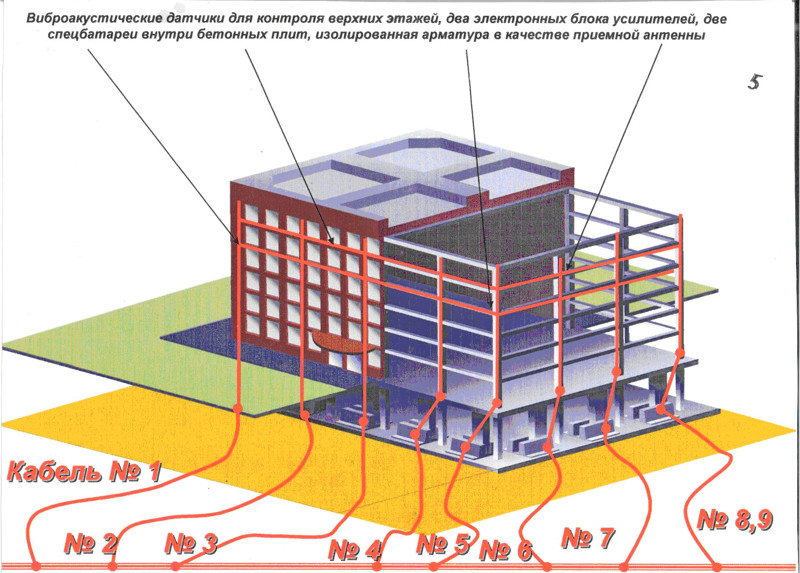 Виброакустические датчики для контроля верхних этажей, два электронных блока усилителей, две
спецбатареи внутри бетонных плит, изолированная арматура в качестве приемной антенны
5
Кабель № 1
№ 2
№ 3
№ 4
№ 5
№ 6
№ 7
№ 8,9